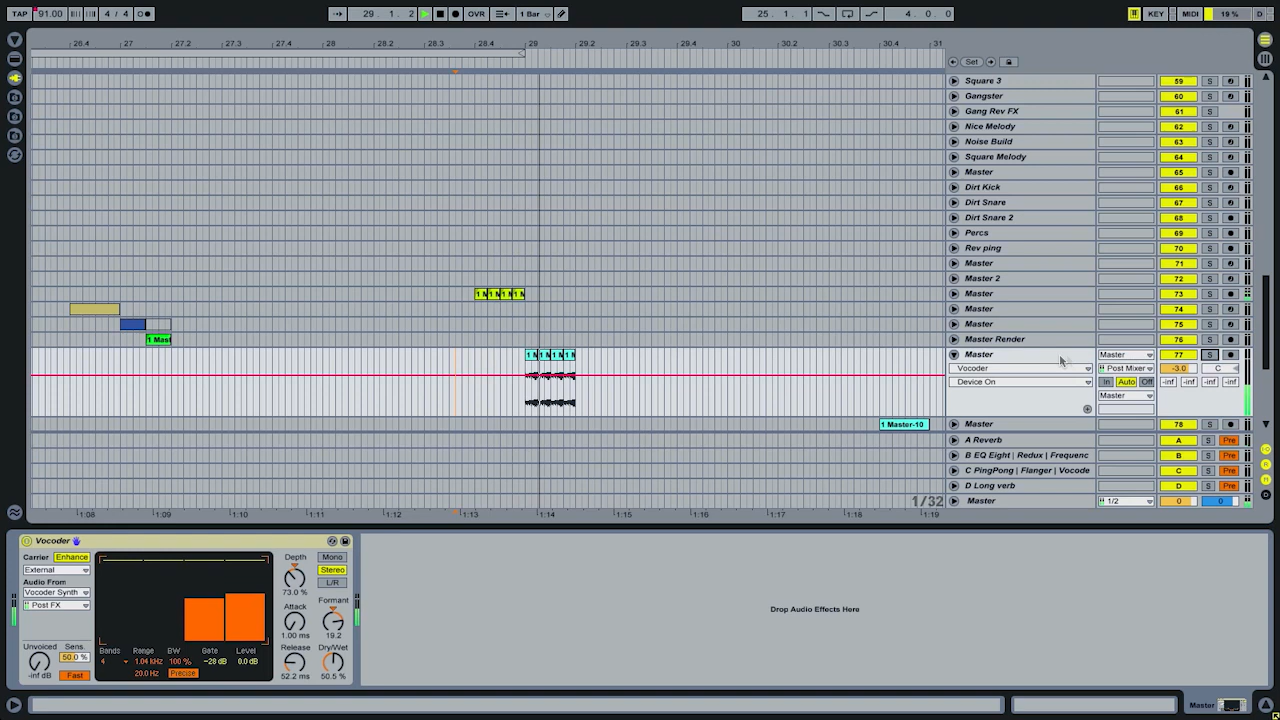 TAP 91.00 4 / 4 29. 1. 2 OVR 1 Bar 25. 1. 1 4. 0. 0 KEY MIDI 19 % D
26.4 27 27.2 27.3 27.4 28 28.2 28.3 28.4 29 29.2 29.3 29.4 30 30.2 30.3 30.4 31
Set
Square 3 59 S
Gangster 60 S
Gang Rev FX 61 S
Nice Melody 62 S
Noise Build 63 S
Square Melody 64 S
Master 65 S
Dirt Kick 66 S
Dirt Snare 67 S
Dirt Snare 2 68 S
Percs 69 S
Rev ping 70 S
Master 71 S
Master 2 72 S
1 M 1 M 1 M 1 M Master 73 S
Master 74 S
Master 75 S
1 Mast Master Render 76 S
1 M 1 M 1 M 1 M Master Master 77 S
Vocoder Post Mixer -3.0 C
Device On In Auto Off -inf -inf -inf -inf
Master
1 Master-10 Master 78 S
A Reverb A S Pre
B EQ Eight | Redux | Frequenc B S Pre
C PingPong | Flanger | Vocode C S Pre
D Long verb D S Pre
1/32 Master 1/2 0 0
1:08 1:09 1:10 1:11 1:12 1:13 1:14 1:15 1:16 1:17 1:18 1:19
Vocoder
Carrier Enhance Depth Mono
External Stereo
Audio From 73.0 % L/R
Vocoder Synth Attack Formant
Post FX
1.00 ms 19.2
Unvoiced Sens. Release Dry/Wet
50.0 % Bands Range BW Gate Level
4 1.04 kHz 100 % -28 dB 0.0 dB
-inf dB Fast 20.0 Hz Precise 52.2 ms 50.5 %
Drop Audio Effects Here
Master